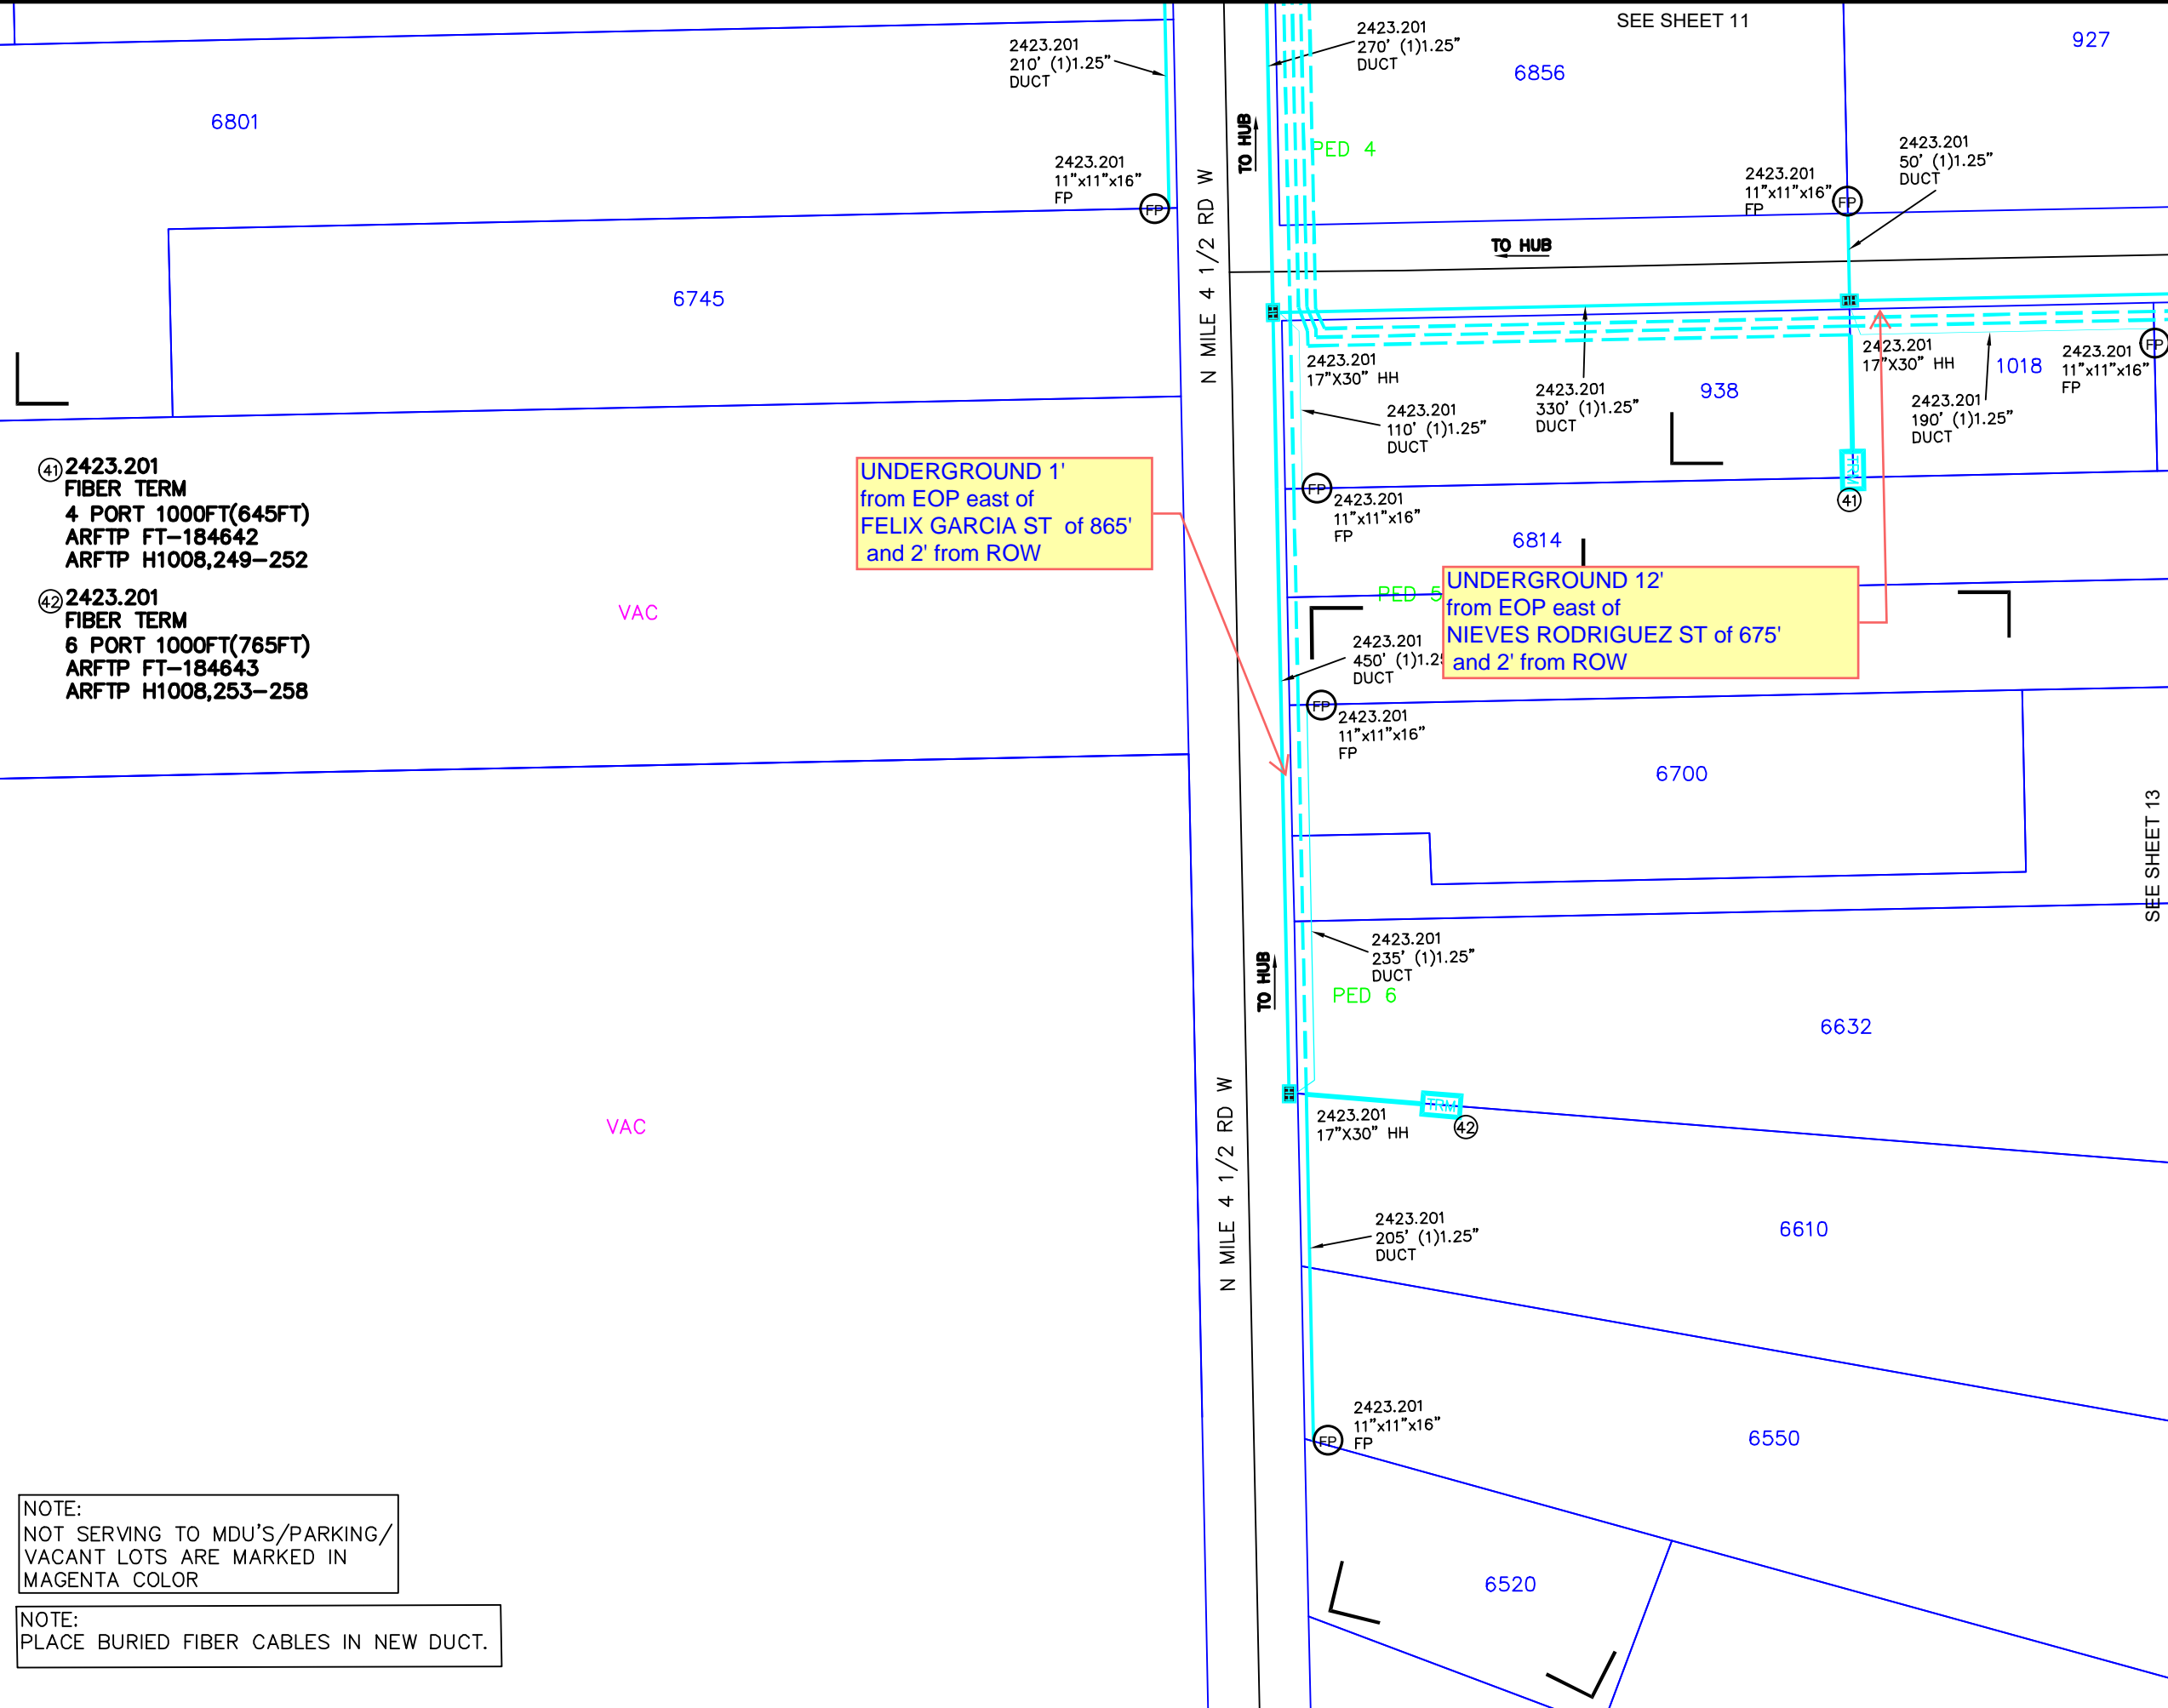 SEE SHEET 11
927
2423.201
210' (1)1.25"
DUCT
2423.201
270' (1)1.25"
DUCT
6856
6801
TO HUB
PED 4
2423.201
50' (1)1.25"
DUCT
2423.201
11"x11"x16"
FP
FP
2423.201
11"x11"x16"
FP
FP
N MILE 4 1/2 RD W
TO HUB
6745
2423.201
17"X30" HH
2423.201
110' (1)1.25"
DUCT
2423.201
330' (1)1.25"
DUCT
938
2423.201
17"X30" HH
1018
2423.201
190' (1)1.25"
DUCT
2423.201
11"x11"x16"
FP
FP
TRM
41
41 2423.201
FIBER TERM
4 PORT 1000FT(645FT)
ARFTP FT-184642
ARFTP H1008,249-252
42 2423.201
FIBER TERM
6 PORT 1000FT(765FT)
ARFTP FT-184643
ARFTP H1008,253-258
UNDERGROUND 1'
from EOP east of
FELIX GARCIA ST of 865'
and 2' from ROW
FP
2423.201
11"x11"x16"
FP
6814
UNDERGROUND 12'
from EOP east of
NIEVES RODRIGUEZ ST of 675'
and 2' from ROW
PED 5
VAC
2423.201
450' (1)1.25
DUCT
FP
2423.201
11"x11"x16"
FP
6700
SEE SHEET 13
2423.201
235' (1)1.25"
DUCT
TO HUB
PED 6
6632
VAC
TRM
42
2423.201
17"X30" HH
N MILE 4 1/2 RD W
2423.201
205' (1)1.25"
DUCT
6610
2423.201
11"x11"x16"
FP
FP
6550
6520
NOTE:
NOT SERVING TO MDU'S/PARKING/
VACANT LOTS ARE MARKED IN
MAGENTA COLOR
NOTE:
PLACE BURIED FIBER CABLES IN NEW DUCT.